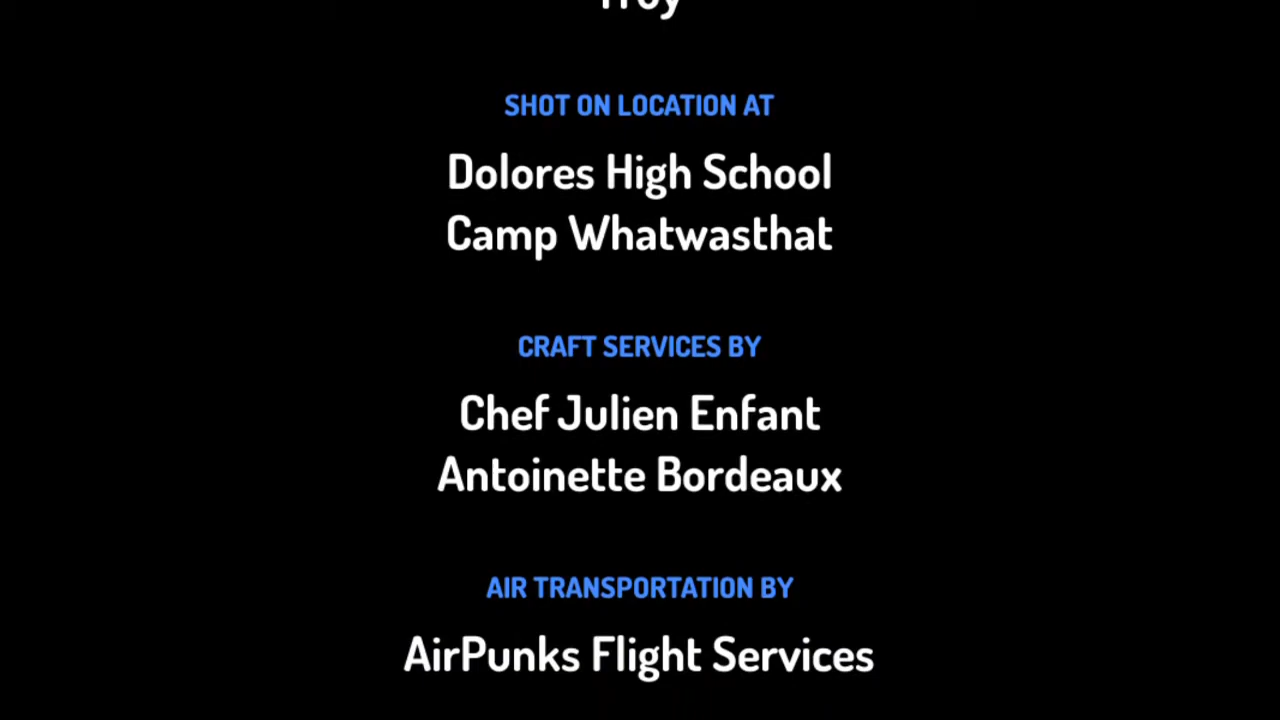 Troy
SHOT ON LOCATION AT
Dolores High School
Camp Whatwasthat
CRAFT SERVICES BY
Chef Julien Enfant
Antoinette Bordeaux
AIR TRANSPORTATION BY
AirPunks Flight Services